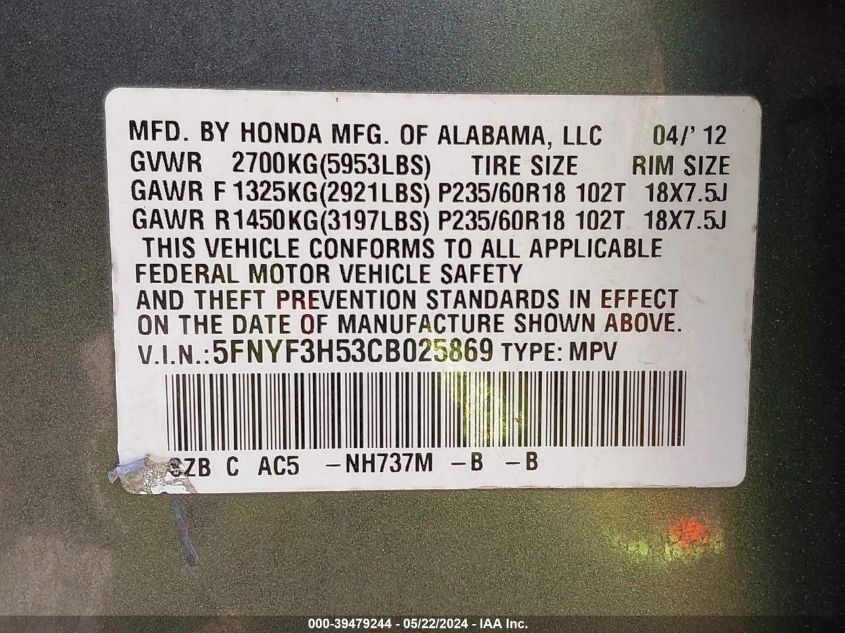 MFD. BY HONDA MFG. OF ALABAMA, LLC 04/' 12
GVWR 2700KG(5953LBS) TIRE SIZE RIM SIZE
GAWR F 1325KG(2921LBS) P235/60R18 102T 18X7.5J
GAWR R1450KG(3197LBS) P235/60R18 102T 18X7.5J
THIS VEHICLE CONFORMS TO ALL APPLICABLE
FEDERAL MOTOR VEHICLE SAFETY
AND THEFT PREVENTION STANDARDS IN EFFECT
ON THE DATE OF MANUFACTURE SHOWN ABOVE.
V.I.N.:5FNYF3H53CB025869 TYPE: MPV
C AC5 -NH737M -B -B
000-39479244 - 05/22/2024 - IAA Inc.